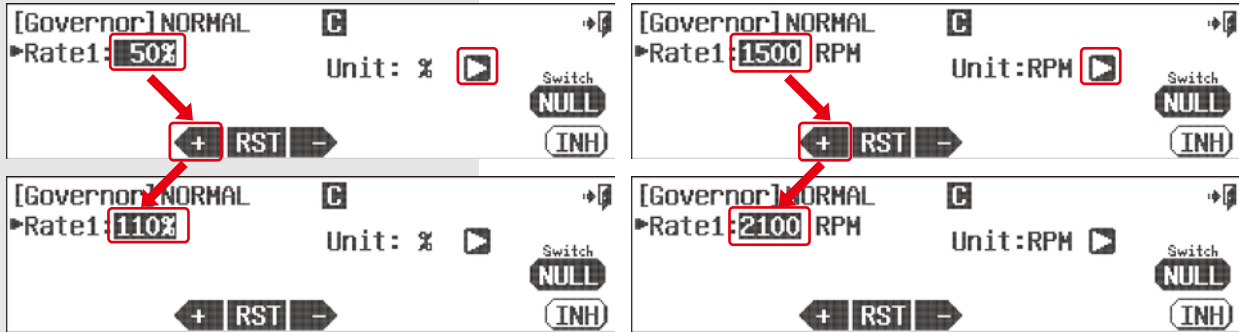 [Governor]NORMAL C
▶Rate1: 50%
Unit: % ▶
Switch
NULL
+ RST -
INH
[Governor]NORMAL C
▶Rate1:1500 RPM
Unit:RPM ▶
Switch
NULL
+ RST -
INH
[Governor]NORMAL C
▶Rate1:110%
Unit: % ▶
Switch
NULL
+ RST -
INH
[Governor]NORMAL C
▶Rate1:2100 RPM
Unit:RPM ▶
Switch
NULL
+ RST -
INH